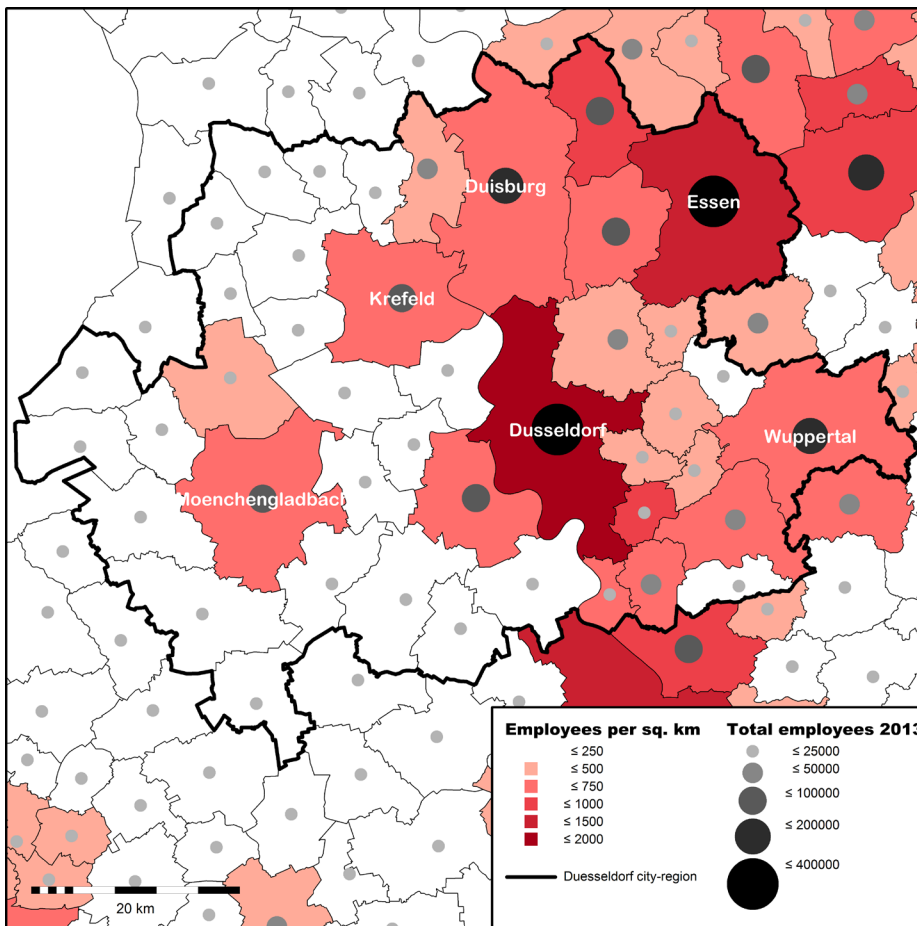 Duisburg
Essen
Krefeld
Dusseldorf
Wuppertal
Moenchengladbach
Employees per sq. km
≤ 250
≤ 500
≤ 750
≤ 1000
≤ 1500
≤ 2000
Duesseldorf city-region
Total employees 2013
≤ 25000
≤ 50000
≤ 100000
≤ 200000
≤ 400000
20 km